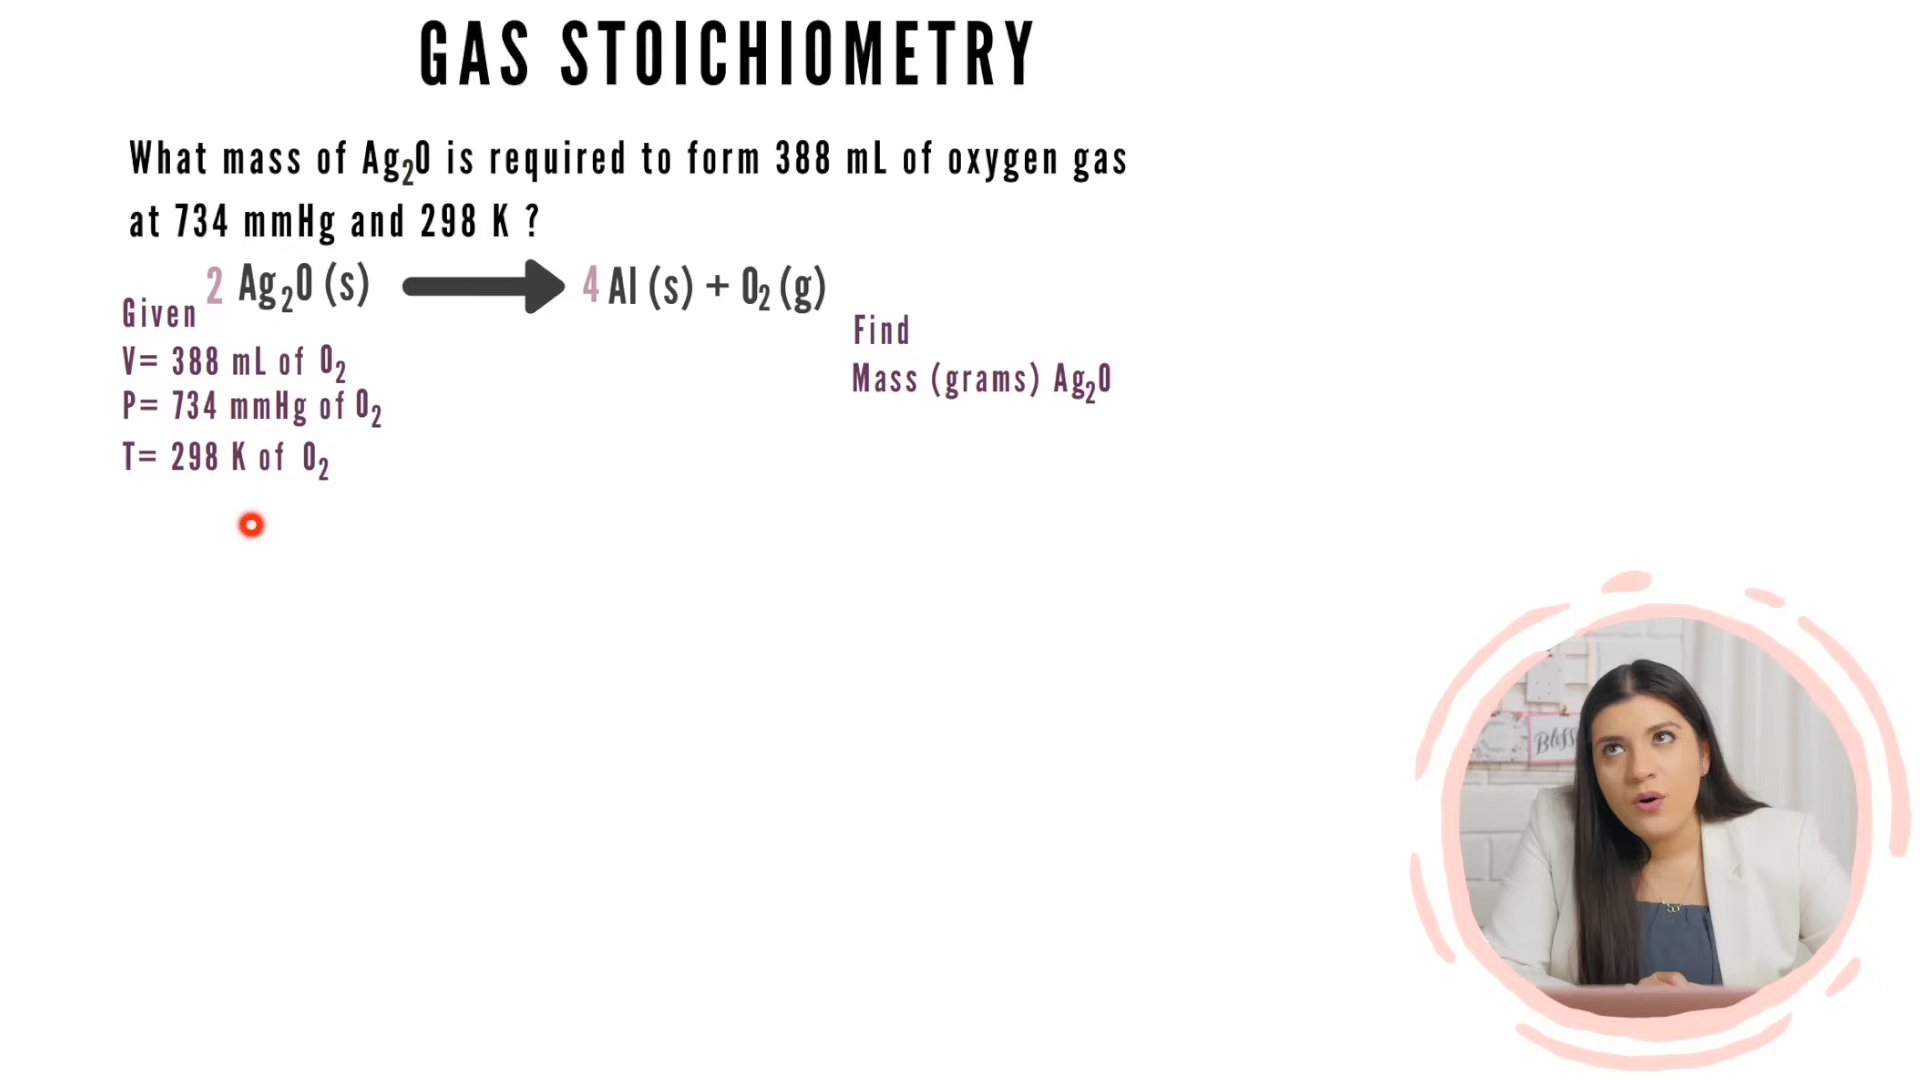 GAS STOICHIOMETRY
What mass of Ag₂O is required to form 388 mL of oxygen gas
at 734 mmHg and 298 K ?
2 Ag₂O (s) → 4 Al (s) + O₂ (g)
Given
V= 388 mL of O₂
P= 734 mmHg of O₂
T= 298 K of O₂
Find
Mass (grams) Ag₂O